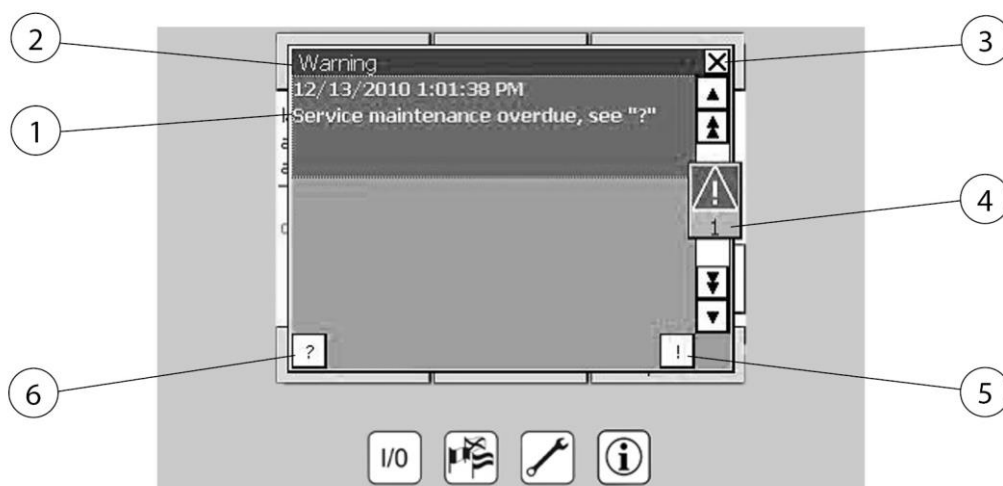 2
3
Warning
12/13/2010 1:01:38 PM
1
Service maintenance overdue, see "?"
4
1
?
!
6
5
I/0
i